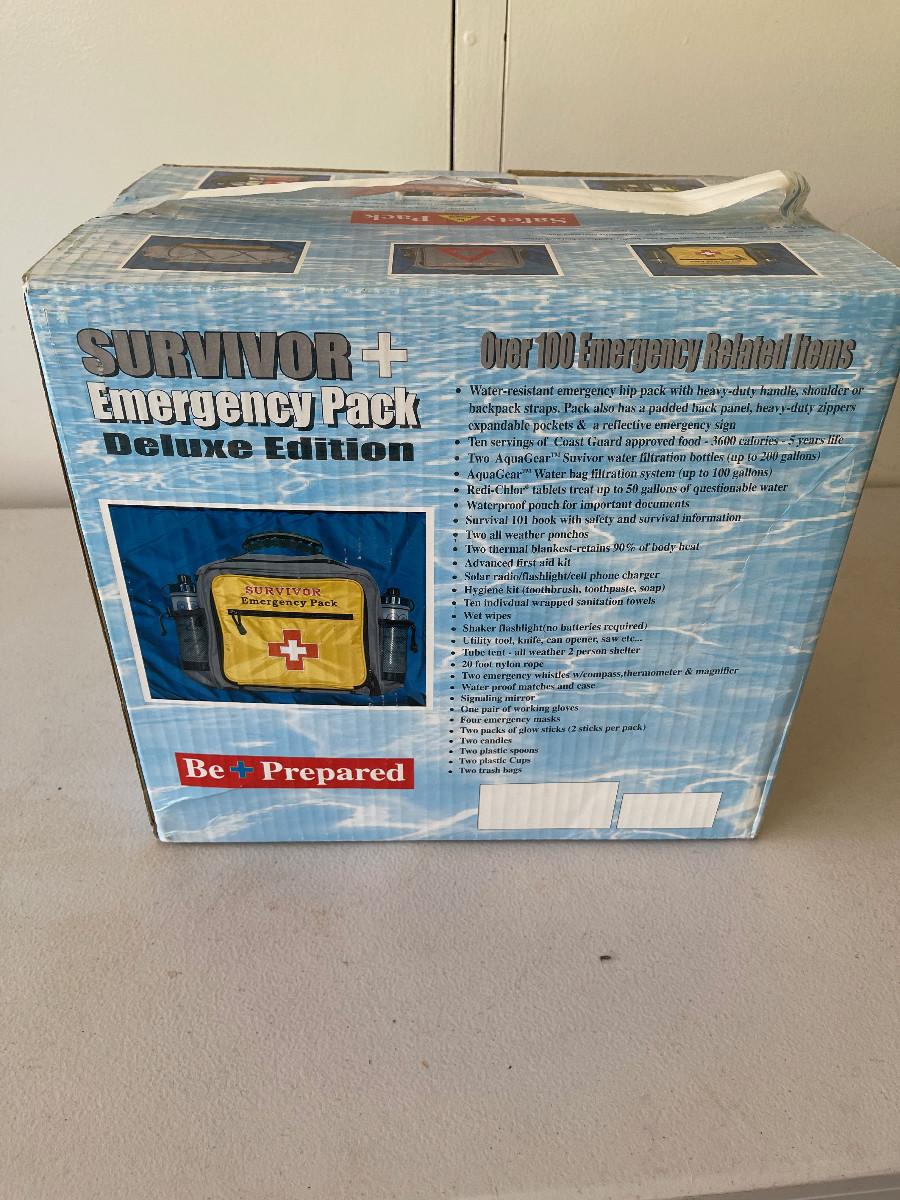 Safety Pack
SURVIVOR +
Emergency Pack
Deluxe Edition
SURVIVOR
Emergency Pack
Be + Prepared
Over 100 Emergency Related Items
• Water-resistant emergency hip pack with heavy-duty handle, shoulder or
backpack straps. Pack also has a padded back panel, heavy-duty zippers
expandable pockets & a reflective emergency sign
• Ten servings of Coast Guard approved food - 3600 calories - 5 years life
• Two AquaGear™ Suvivor water filtration bottles (up to 200 gallons)
• AquaGear™ Water bag filtration system (up to 100 gallons)
• Redi-Chlor® tablets treat up to 50 gallons of questionable water
• Waterproof pouch for important documents
• Survival 101 book with safety and survival information
• Two all weather ponchos
• Two thermal blankest-retains 90% of body heat
• Advanced first aid kit
• Solar radio/flashlight/cell phone charger
• Hygiene kit (toothbrush, toothpaste, soap)
• Ten indivdual wrapped sanitation towels
• Wet wipes
• Shaker flashlight(no batteries required)
• Utility tool, knife, can opener, saw etc...
• Tube tent - all weather 2 person shelter
• 20 foot nylon rope
• Two emergency whistles w/compass,thermometer & magnifier
• Water proof matches and case
• Signaling mirror
• One pair of working gloves
• Four emergency masks
• Two packs of glow sticks (2 sticks per pack)
• Two candles
• Two plastic spoons
• Two plastic Cups
• Two trash bags